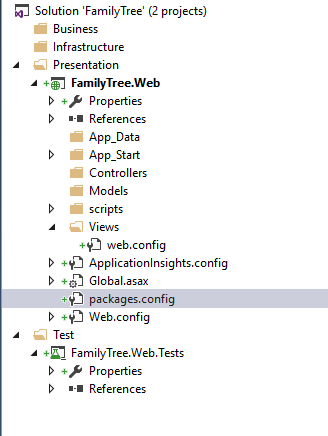 Solution 'FamilyTree' (2 projects)
Business
Infrastructure
Presentation
FamilyTree.Web
Properties
References
App_Data
App_Start
Controllers
Models
scripts
Views
web.config
ApplicationInsights.config
Global.asax
packages.config
Web.config
Test
FamilyTree.Web.Tests
Properties
References